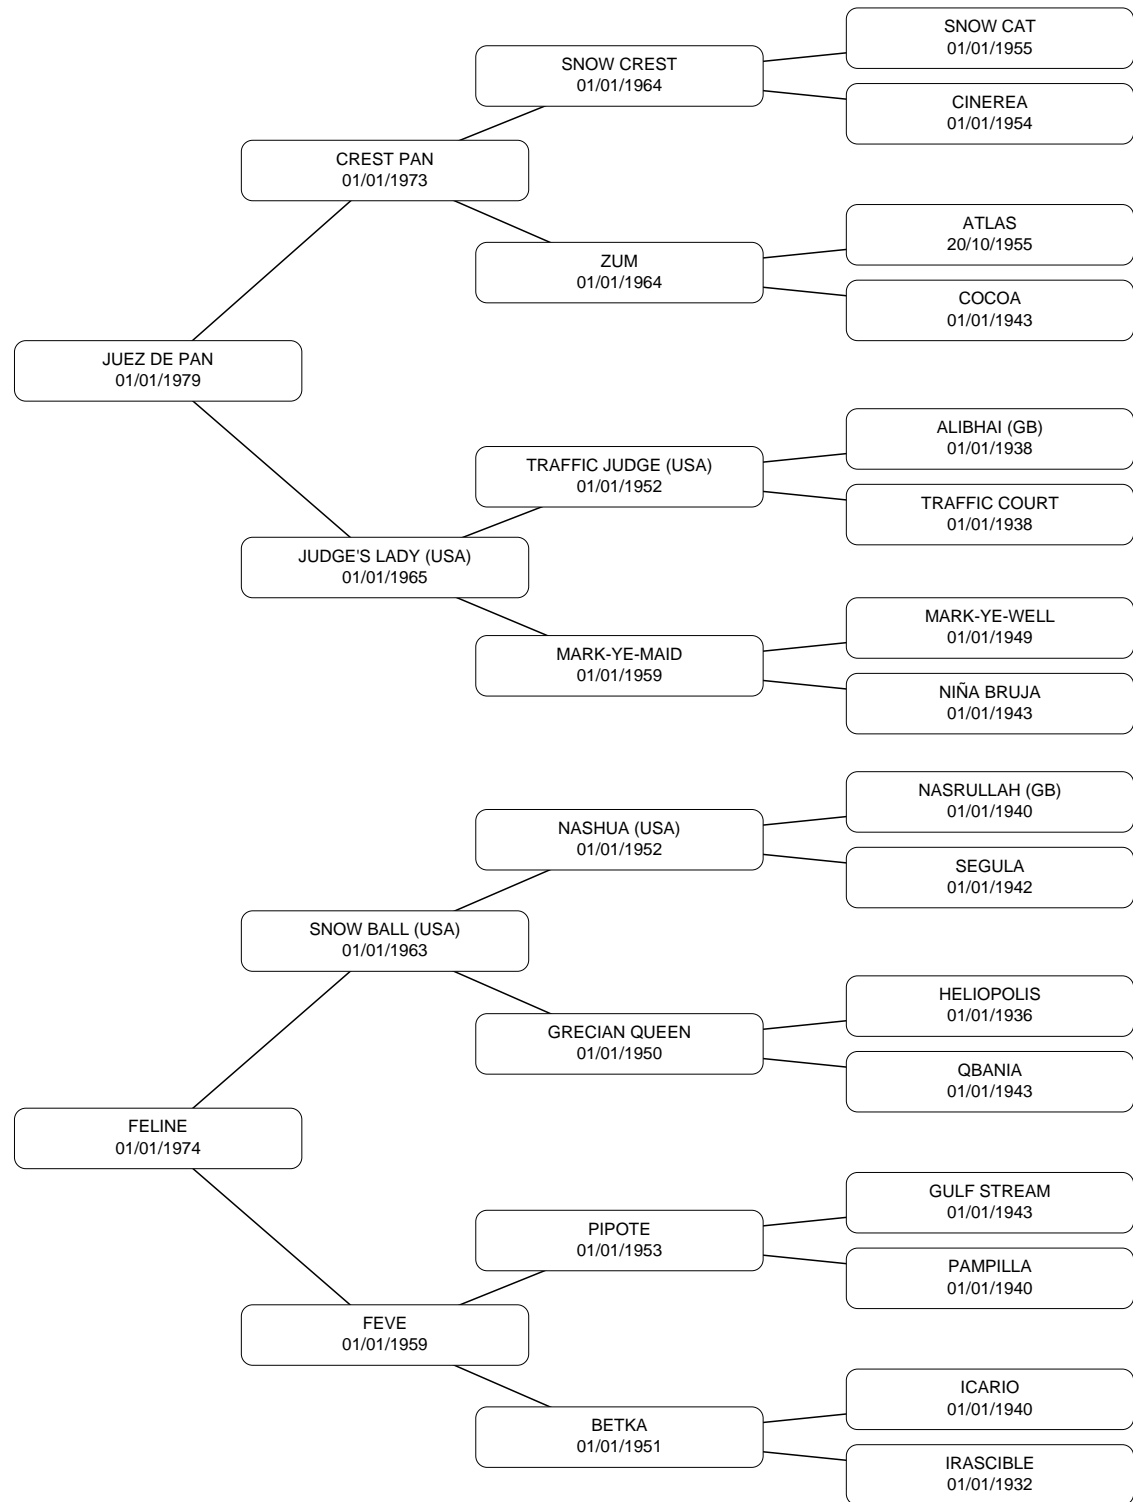 SNOW CAT
01/01/1955
SNOW CREST
01/01/1964
CINEREA
01/01/1954
CREST PAN
01/01/1973
ATLAS
20/10/1955
ZUM
01/01/1964
COCOA
01/01/1943
JUEZ DE PAN
01/01/1979
ALIBHAI (GB)
01/01/1938
TRAFFIC JUDGE (USA)
01/01/1952
TRAFFIC COURT
01/01/1938
JUDGE'S LADY (USA)
01/01/1965
MARK-YE-WELL
01/01/1949
MARK-YE-MAID
01/01/1959
NIÑA BRUJA
01/01/1943
NASRULLAH (GB)
01/01/1940
NASHUA (USA)
01/01/1952
SEGULA
01/01/1942
SNOW BALL (USA)
01/01/1963
HELIOPOLIS
01/01/1936
GRECIAN QUEEN
01/01/1950
QBANIA
01/01/1943
FELINE
01/01/1974
GULF STREAM
01/01/1943
PIPOTE
01/01/1953
PAMPILLA
01/01/1940
FEVE
01/01/1959
ICARIO
01/01/1940
BETKA
01/01/1951
IRASCIBLE
01/01/1932